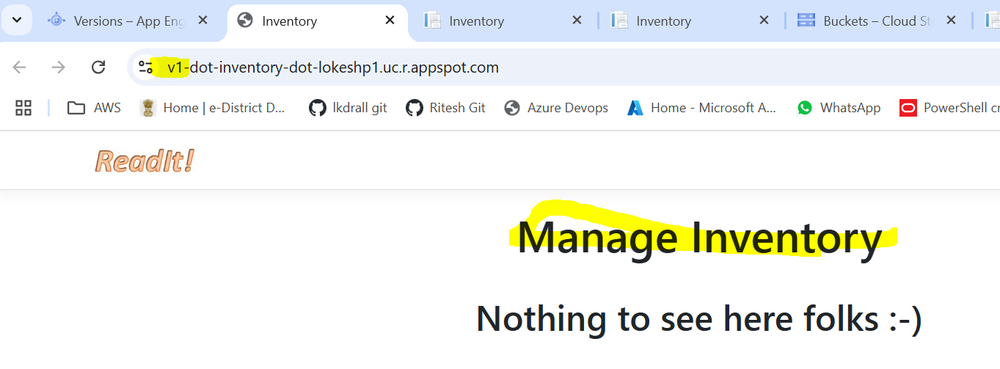 Versions – App Eng
Inventory
Inventory
Inventory
Buckets – Cloud St
v1-dot-inventory-dot-lokeshp1.uc.r.appspot.com
AWS
Home | e-District D...
lkdrall git
Ritesh Git
Azure Devops
Home - Microsoft A...
WhatsApp
PowerShell cr
ReadIt!
Manage Inventory
Nothing to see here folks :-)